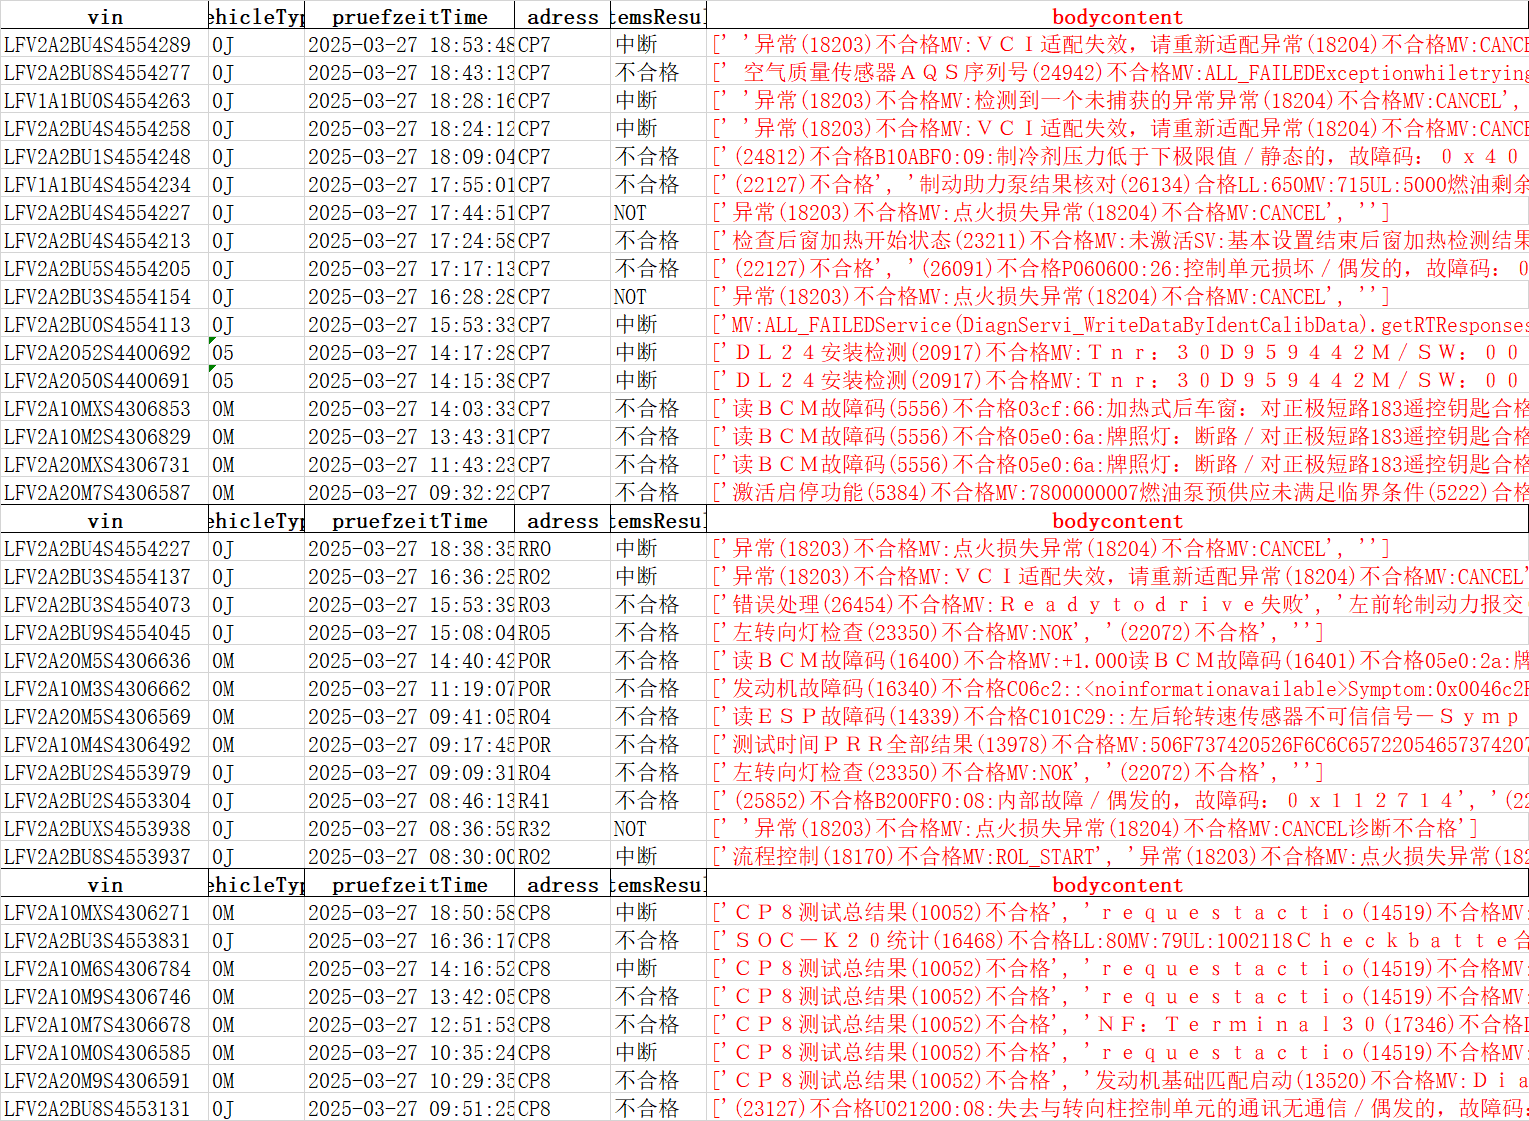 vin ehicleTyp pruefzeitTime adress temsResul bodycontent
LFV2A2BU4S4554289 0J 2025-03-27 18:53:48 CP7 中断 [' '异常(18203)不合格MV:ＶＣＩ适配失效，请重新适配异常(18204)不合格MV:CANCE
LFV2A2BU8S4554277 0J 2025-03-27 18:43:13 CP7 不合格 [' 空气质量传感器ＡＱＳ序列号(24942)不合格MV:ALL_FAILEDExceptionwhiletrying
LFV1A1BU0S4554263 0J 2025-03-27 18:28:16 CP7 中断 [' '异常(18203)不合格MV:检测到一个未捕获的异常异常(18204)不合格MV:CANCEL',
LFV2A2BU4S4554258 0J 2025-03-27 18:24:12 CP7 中断 [' '异常(18203)不合格MV:ＶＣＩ适配失效，请重新适配异常(18204)不合格MV:CANCE
LFV2A2BU1S4554248 0J 2025-03-27 18:09:04 CP7 不合格 ['(24812)不合格B10ABF0:09:制冷剂压力低于下极限值／静态的，故障码：０ｘ４０
LFV1A1BU4S4554234 0J 2025-03-27 17:55:01 CP7 不合格 ['(22127)不合格', '制动助力泵结果核对(26134)合格LL:650MV:715UL:5000燃油剩余
LFV2A2BU4S4554227 0J 2025-03-27 17:44:51 CP7 NOT ['异常(18203)不合格MV:点火损失异常(18204)不合格MV:CANCEL', '']
LFV2A2BU4S4554213 0J 2025-03-27 17:24:58 CP7 不合格 ['检查后窗加热开始状态(23211)不合格MV:未激活SV:基本设置结束后窗加热检测结果
LFV2A2BU5S4554205 0J 2025-03-27 17:17:13 CP7 不合格 ['(22127)不合格', '(26091)不合格P060600:26:控制单元损坏／偶发的，故障码：０
LFV2A2BU3S4554154 0J 2025-03-27 16:28:28 CP7 NOT ['异常(18203)不合格MV:点火损失异常(18204)不合格MV:CANCEL', '']
LFV2A2BU0S4554113 0J 2025-03-27 15:53:33 CP7 中断 ['MV:ALL_FAILEDService(DiagnServi_WriteDataByIdentCalibData).getRTResponses
LFV2A2052S4400692 05 2025-03-27 14:17:28 CP7 中断 ['ＤＬ２４安装检测(20917)不合格MV:Ｔｎｒ：３０Ｄ９５９４４２Ｍ／ＳＷ：００
LFV2A2050S4400691 05 2025-03-27 14:15:38 CP7 中断 ['ＤＬ２４安装检测(20917)不合格MV:Ｔｎｒ：３０Ｄ９５９４４２Ｍ／ＳＷ：００
LFV2A10MXS4306853 0M 2025-03-27 14:03:33 CP7 不合格 ['读ＢＣＭ故障码(5556)不合格03cf:66:加热式后车窗：对正极短路183遥控钥匙合格
LFV2A10M2S4306829 0M 2025-03-27 13:43:31 CP7 不合格 ['读ＢＣＭ故障码(5556)不合格05e0:6a:牌照灯：断路／对正极短路183遥控钥匙合格
LFV2A20MXS4306731 0M 2025-03-27 11:43:23 CP7 不合格 ['读ＢＣＭ故障码(5556)不合格05e0:6a:牌照灯：断路／对正极短路183遥控钥匙合格
LFV2A20M7S4306587 0M 2025-03-27 09:32:22 CP7 不合格 ['激活启停功能(5384)不合格MV:7800000007燃油泵预供应未满足临界条件(5222)合格
vin ehicleTyp pruefzeitTime adress temsResul bodycontent
LFV2A2BU4S4554227 0J 2025-03-27 18:38:35 RR0 中断 ['异常(18203)不合格MV:点火损失异常(18204)不合格MV:CANCEL', '']
LFV2A2BU3S4554137 0J 2025-03-27 16:36:25 R02 中断 ['异常(18203)不合格MV:ＶＣＩ适配失效，请重新适配异常(18204)不合格MV:CANCEL'
LFV2A2BU3S4554073 0J 2025-03-27 15:53:39 R03 不合格 ['错误处理(26454)不合格MV:Ｒｅａｄｙｔｏｄｒｉｖｅ失败', '左前轮制动力报交
LFV2A2BU9S4554045 0J 2025-03-27 15:08:04 R05 不合格 ['左转向灯检查(23350)不合格MV:NOK', '(22072)不合格', '']
LFV2A20M5S4306636 0M 2025-03-27 14:40:42 POR 不合格 ['读ＢＣＭ故障码(16400)不合格MV:+1.000读ＢＣＭ故障码(16401)不合格05e0:2a:牌
LFV2A10M3S4306662 0M 2025-03-27 11:19:07 POR 不合格 ['发动机故障码(16340)不合格C06c2::<noinformationavailable>Symptom:0x0046c2F
LFV2A20M5S4306569 0M 2025-03-27 09:41:05 R04 不合格 ['读ＥＳＰ故障码(14339)不合格C101C29::左后轮转速传感器不可信信号－Ｓｙｍｐ
LFV2A10M4S4306492 0M 2025-03-27 09:17:45 POR 不合格 ['测试时间ＰＲＲ全部结果(13978)不合格MV:506F737420526F6C6C65722054657374207
LFV2A2BU2S4553979 0J 2025-03-27 09:09:31 R04 不合格 ['左转向灯检查(23350)不合格MV:NOK', '(22072)不合格', '']
LFV2A2BU2S4553304 0J 2025-03-27 08:46:13 R41 不合格 ['(25852)不合格B200FF0:08:内部故障／偶发的，故障码：０ｘ１１２７１４', '(22
LFV2A2BUXS4553938 0J 2025-03-27 08:36:59 R32 NOT [' '异常(18203)不合格MV:点火损失异常(18204)不合格MV:CANCEL诊断不合格']
LFV2A2BU8S4553937 0J 2025-03-27 08:30:00 R02 中断 ['流程控制(18170)不合格MV:ROL_START', '异常(18203)不合格MV:点火损失异常(182
vin ehicleTyp pruefzeitTime adress temsResul bodycontent
LFV2A10MXS4306271 0M 2025-03-27 18:50:58 CP8 中断 ['ＣＰ８测试总结果(10052)不合格', 'ｒｅｑｕｅｓｔａｃｔｉｏ(14519)不合格MV:
LFV2A2BU3S4553831 0J 2025-03-27 16:36:17 CP8 不合格 ['ＳＯＣ－Ｋ２０统计(16468)不合格LL:80MV:79UL:1002118Ｃｈｅｃｋｂａｔｔｅ合
LFV2A10M6S4306784 0M 2025-03-27 14:16:52 CP8 中断 ['ＣＰ８测试总结果(10052)不合格', 'ｒｅｑｕｅｓｔａｃｔｉｏ(14519)不合格MV:
LFV2A10M9S4306746 0M 2025-03-27 13:42:05 CP8 不合格 ['ＣＰ８测试总结果(10052)不合格', 'ｒｅｑｕｅｓｔａｃｔｉｏ(14519)不合格MV:
LFV2A10M7S4306678 0M 2025-03-27 12:51:53 CP8 不合格 ['ＣＰ８测试总结果(10052)不合格', 'ＮＦ：Ｔｅｒｍｉｎａｌ３０(17346)不合格
LFV2A10M0S4306585 0M 2025-03-27 10:35:24 CP8 中断 ['ＣＰ８测试总结果(10052)不合格', 'ｒｅｑｕｅｓｔａｃｔｉｏ(14519)不合格MV:
LFV2A20M9S4306591 0M 2025-03-27 10:29:35 CP8 不合格 ['ＣＰ８测试总结果(10052)不合格', '发动机基础匹配启动(13520)不合格MV:Ｄｉａ
LFV2A2BU8S4553131 0J 2025-03-27 09:51:25 CP8 不合格 ['(23127)不合格U021200:08:失去与转向柱控制单元的通讯无通信／偶发的，故障码: